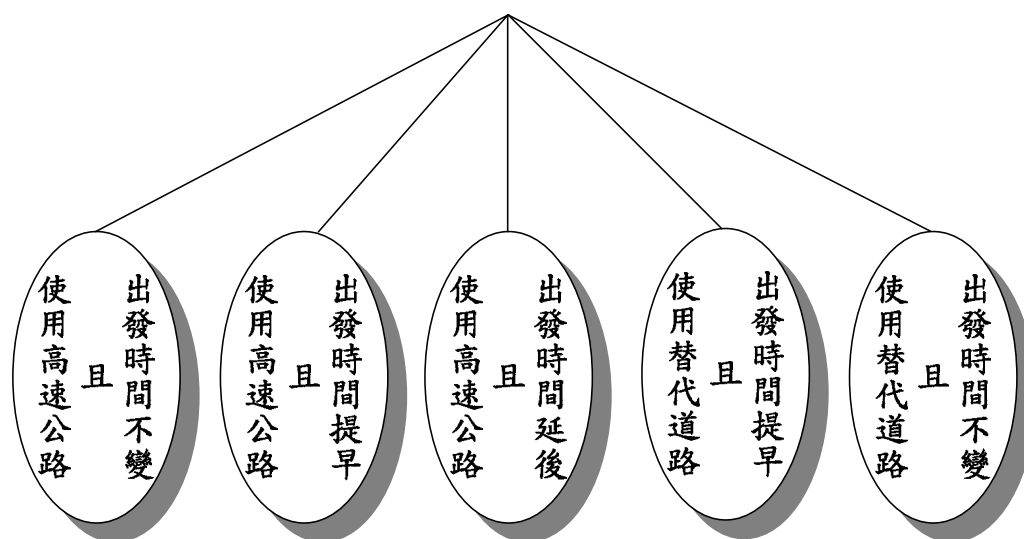 出發時間不變
且
使用高速公路
出發時間提早
且
使用高速公路
出發時間延後
且
使用高速公路
出發時間提早
且
使用替代道路
出發時間不變
且
使用替代道路